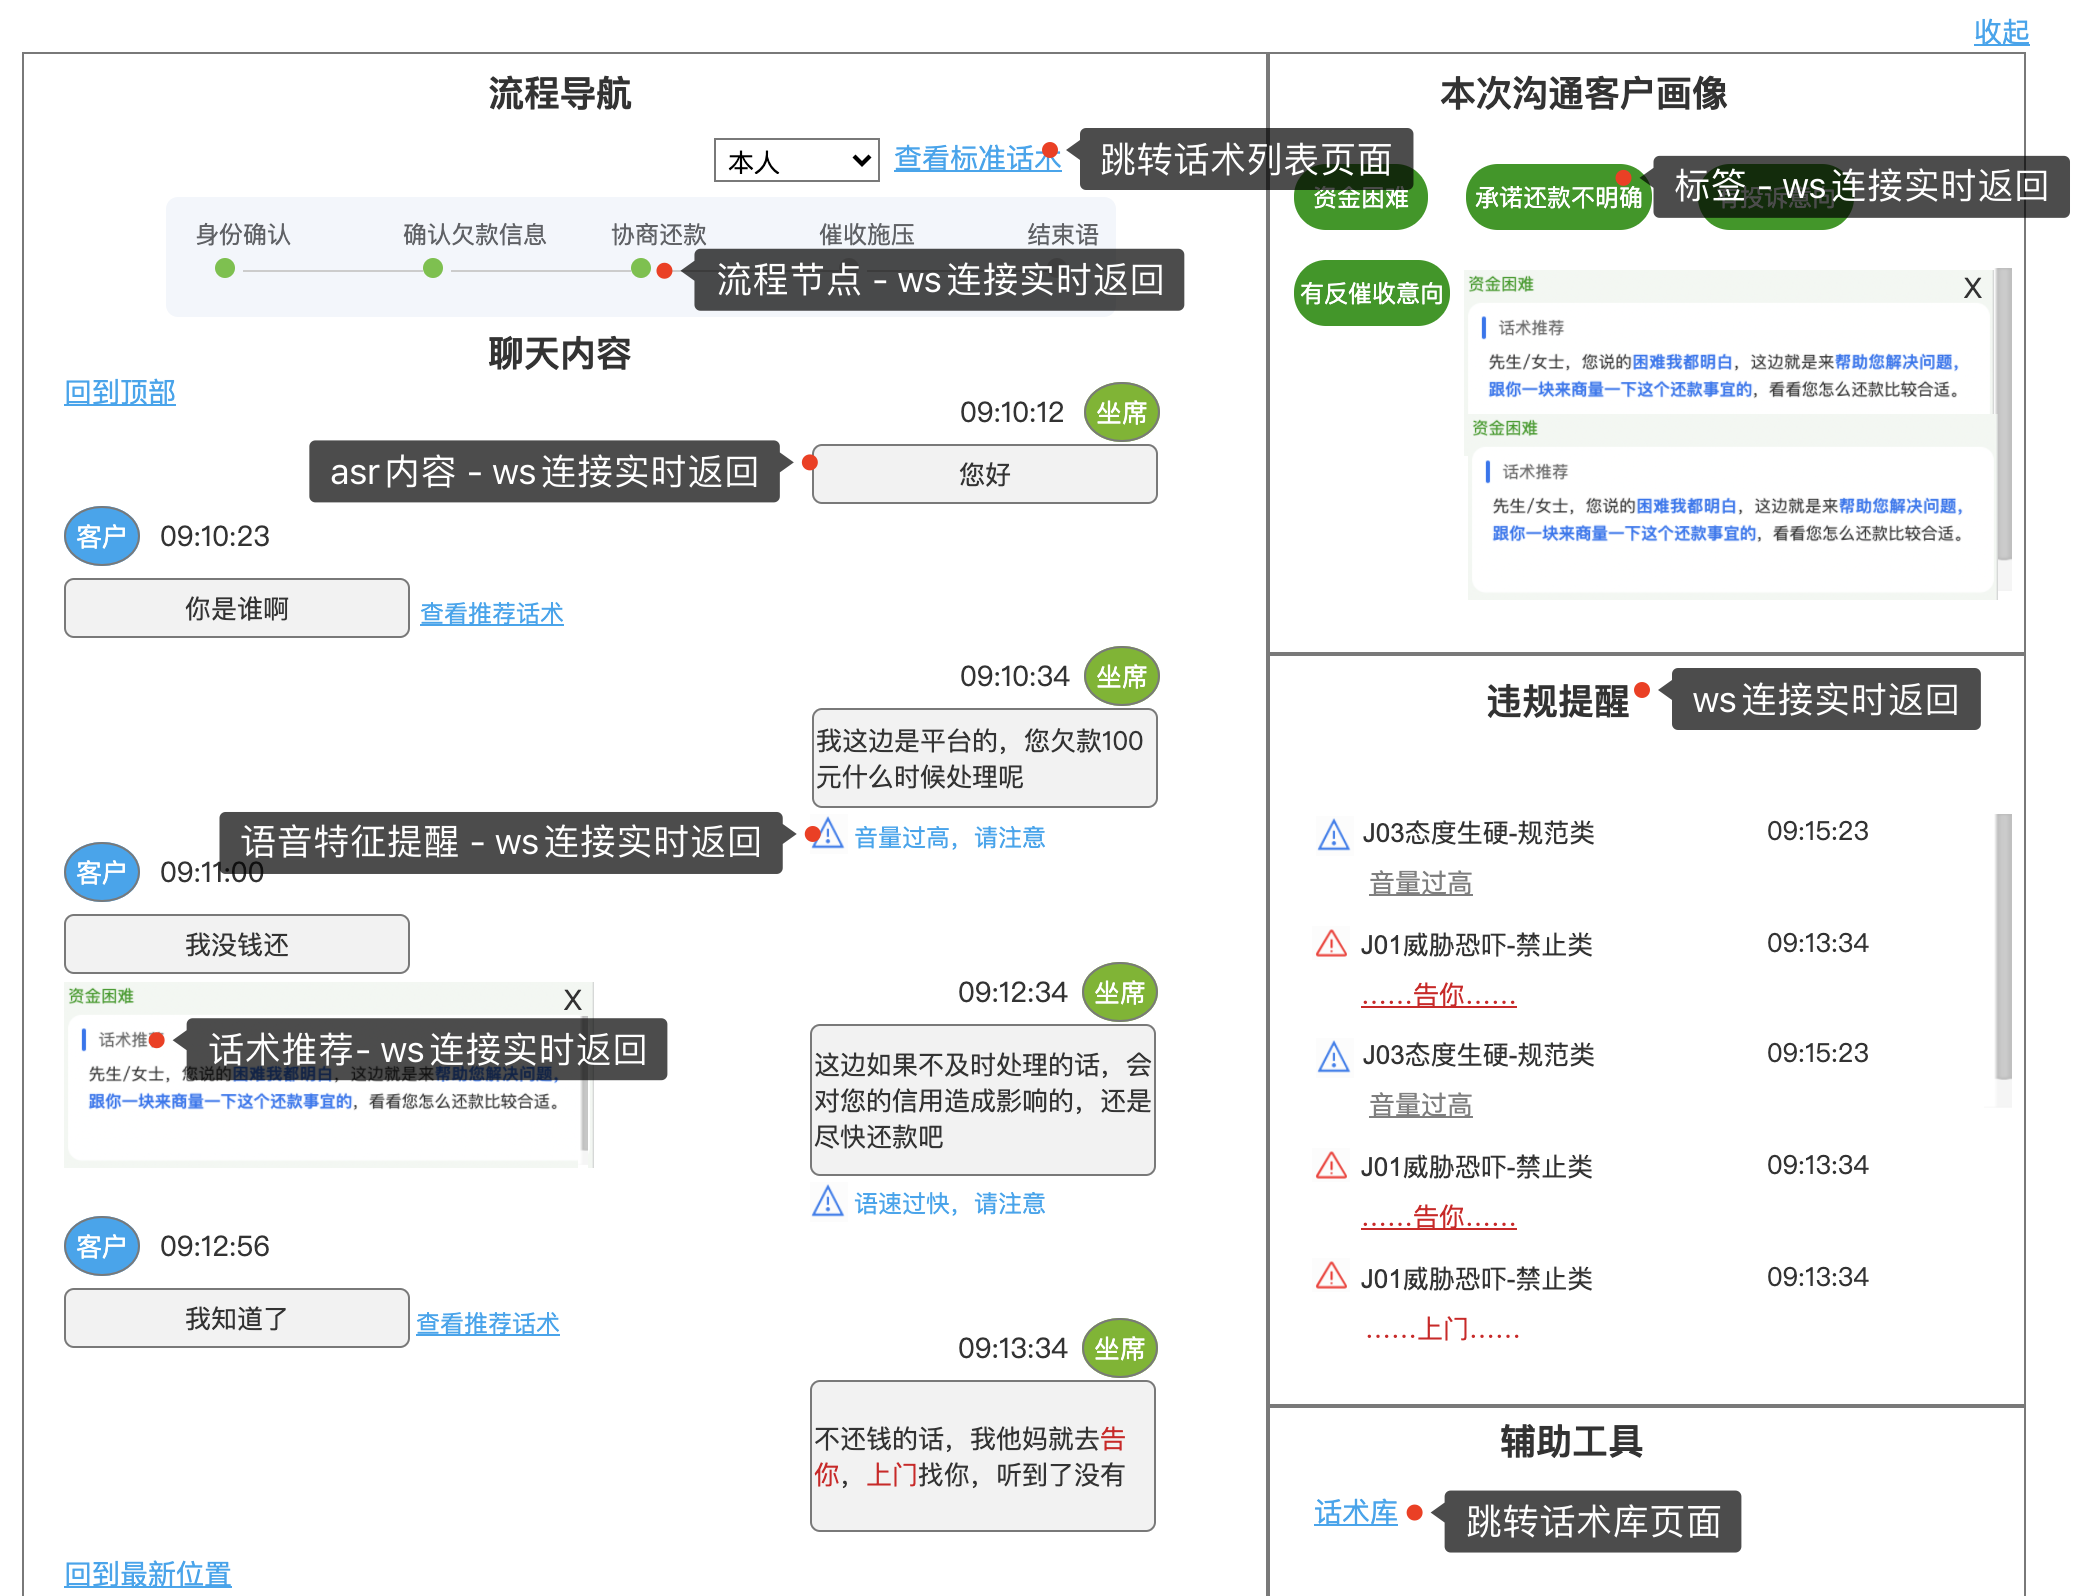 收起
流程导航
本人
查看标准话术
跳转话术列表页面
身份确认
确认欠款信息
协商还款
催收施压
结束语
流程节点 - ws连接实时返回
聊天内容
回到顶部
09:10:12
坐席
asr内容 - ws连接实时返回
您好
客户
09:10:23
你是谁啊
查看推荐话术
09:10:34
坐席
我这边是平台的，您欠款100
元什么时候处理呢
语音特征提醒 - ws连接实时返回
音量过高，请注意
客户
09:11:00
我没钱还
资金困难
X
话术推
话术推荐- ws连接实时返回
先生/女士，您说的困难我都明白，这边就是来帮助您解决问题，
跟你一块来商量一下这个还款事宜的，看看您怎么还款比较合适。
09:12:34
坐席
这边如果不及时处理的话，会
对您的信用造成影响的，还是
尽快还款吧
语速过快，请注意
客户
09:12:56
我知道了
查看推荐话术
09:13:34
坐席
不还钱的话，我他妈就去告
你，上门找你，听到了没有
回到最新位置
本次沟通客户画像
资金困难
承诺还款不明确
有投诉意向
标签 - ws连接实时返回
有反催收意向
资金困难
X
话术推荐
先生/女士，您说的困难我都明白，这边就是来帮助您解决问题，
跟你一块来商量一下这个还款事宜的，看看您怎么还款比较合适。
资金困难
话术推荐
先生/女士，您说的困难我都明白，这边就是来帮助您解决问题，
跟你一块来商量一下这个还款事宜的，看看您怎么还款比较合适。
违规提醒
ws连接实时返回
J03态度生硬-规范类
09:15:23
音量过高
J01威胁恐吓-禁止类
09:13:34
……告你……
J03态度生硬-规范类
09:15:23
音量过高
J01威胁恐吓-禁止类
09:13:34
……告你……
J01威胁恐吓-禁止类
09:13:34
……上门……
辅助工具
话术库
跳转话术库页面